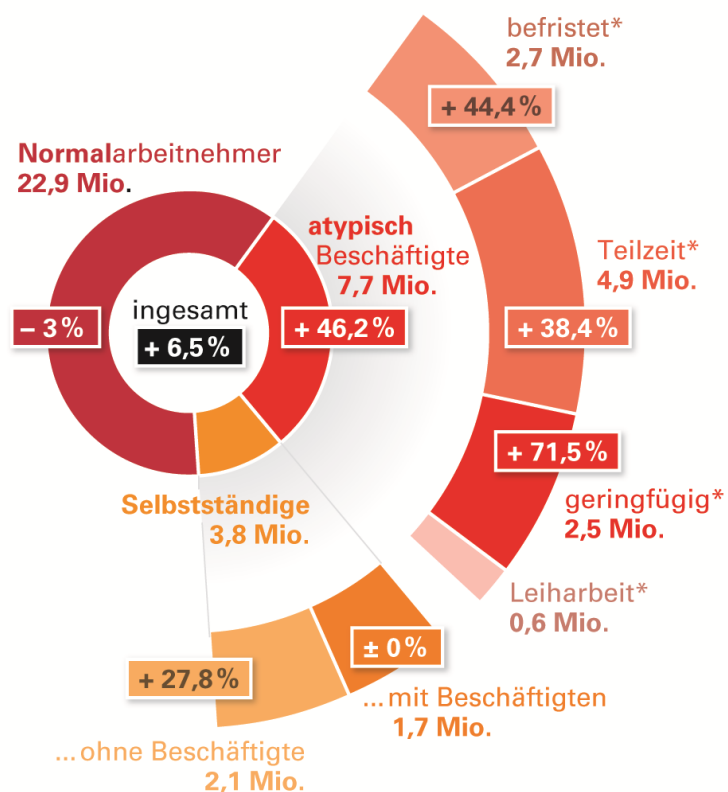 befristet*
2,7 Mio.
+ 44,4 %
Normalarbeitnehmer
22,9 Mio.
atypisch
Beschäftigte
7,7 Mio.
Teilzeit*
4,9 Mio.
ingesamt
+ 6,5 %
– 3 %
+ 46,2 %
+ 38,4 %
+ 71,5 %
geringfügig*
2,5 Mio.
Selbstständige
3,8 Mio.
Leiharbeit*
0,6 Mio.
± 0 %
+ 27,8 %
...mit Beschäftigten
1,7 Mio.
...ohne Beschäftigte
2,1 Mio.